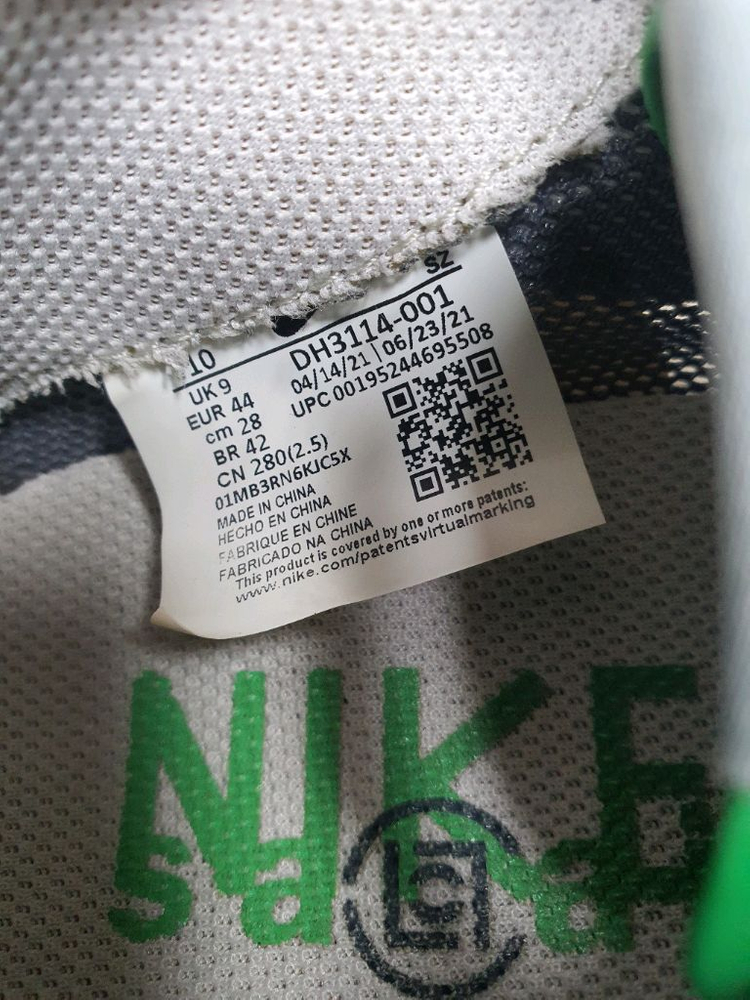 SZ
10
DH3114-001
UK 9
04/14/21 | 06/23/21
EUR 44
UPC 00195244695508
cm 28
BR 42
CN 280(2.5)
01MB3RN6KJC5X
MADE IN CHINA
HECHO EN CHINA
FABRIQUE EN CHINE
FABRICADO NA CHINA
This product is covered by one or more patents:
www.nike.com/patentsvirtualmarking
NIKE